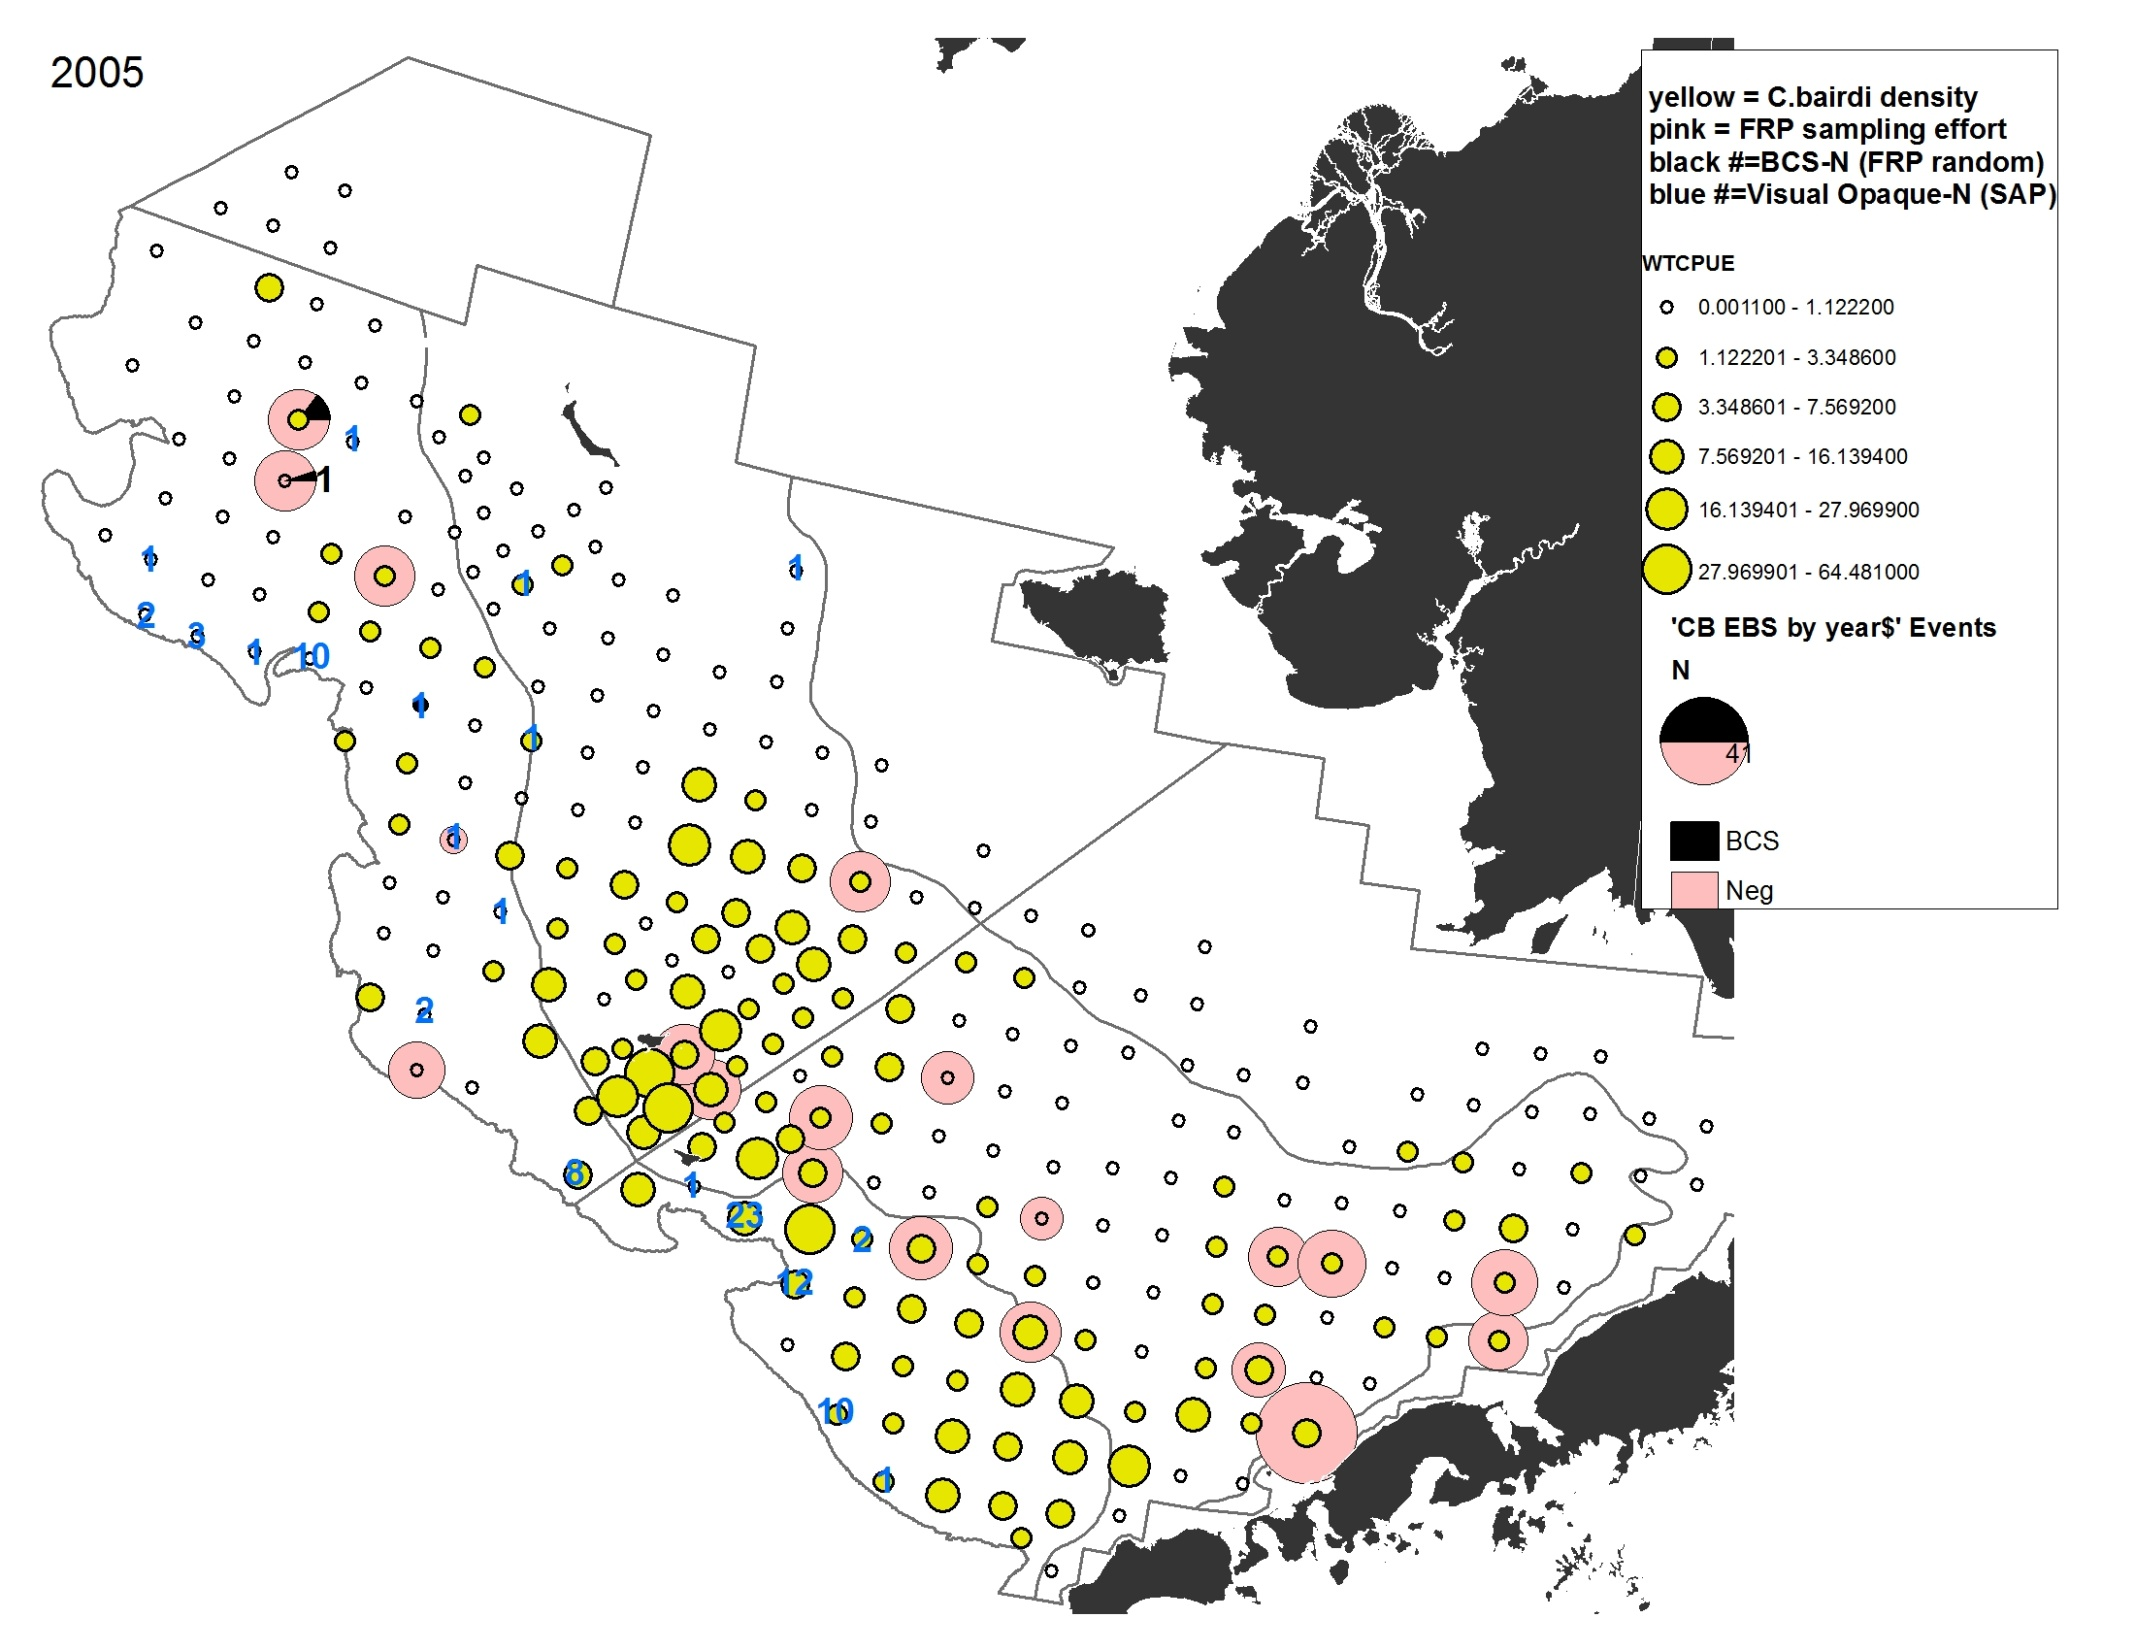 2005
yellow = C.bairdi density
pink = FRP sampling effort
black #=BCS-N (FRP random)
blue #=Visual Opaque-N (SAP)
WTCPUE
0.001100 - 1.122200
1.122201 - 3.348600
3.348601 - 7.569200
7.569201 - 16.139400
16.139401 - 27.969900
27.969901 - 64.481000
'CB EBS by year$' Events
N
41
BCS
Neg
1
1
1
1
1
2
3
1
10
1
1
1
1
2
8
1
23
2
12
10
1